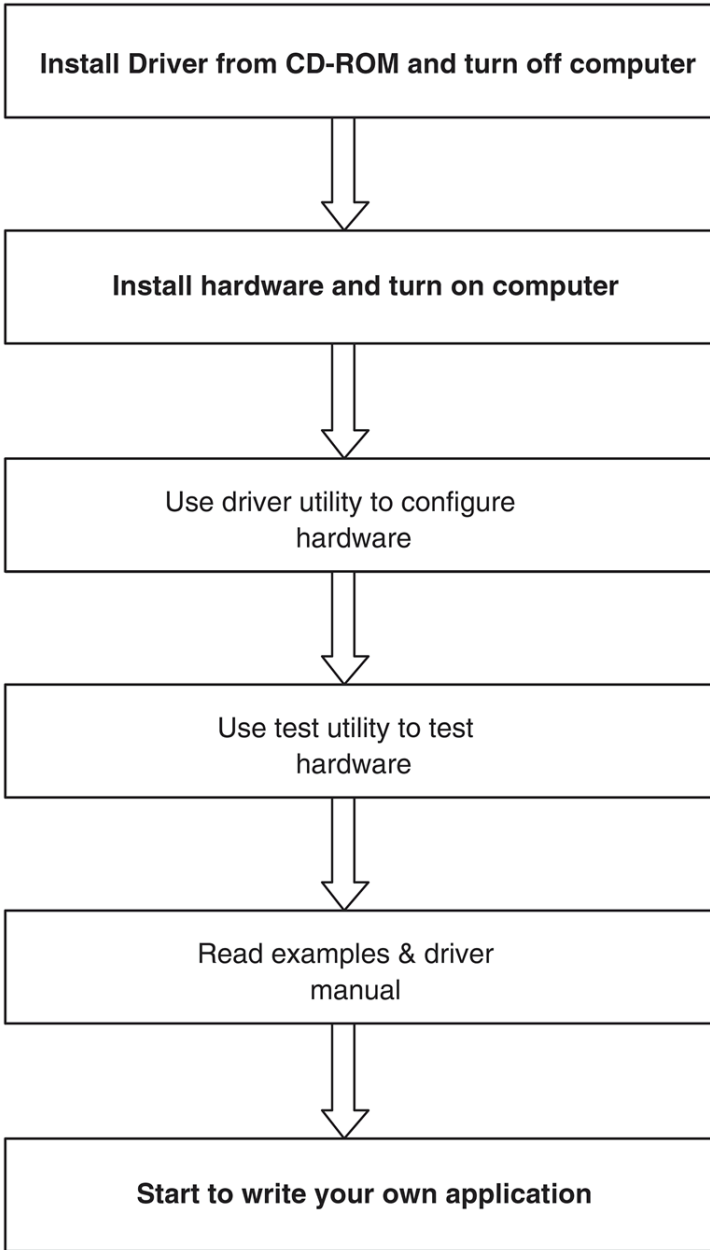 Install Driver from CD-ROM and turn off computer
Install hardware and turn on computer
Use driver utility to configure
hardware
Use test utility to test
hardware
Read examples & driver
manual
Start to write your own application